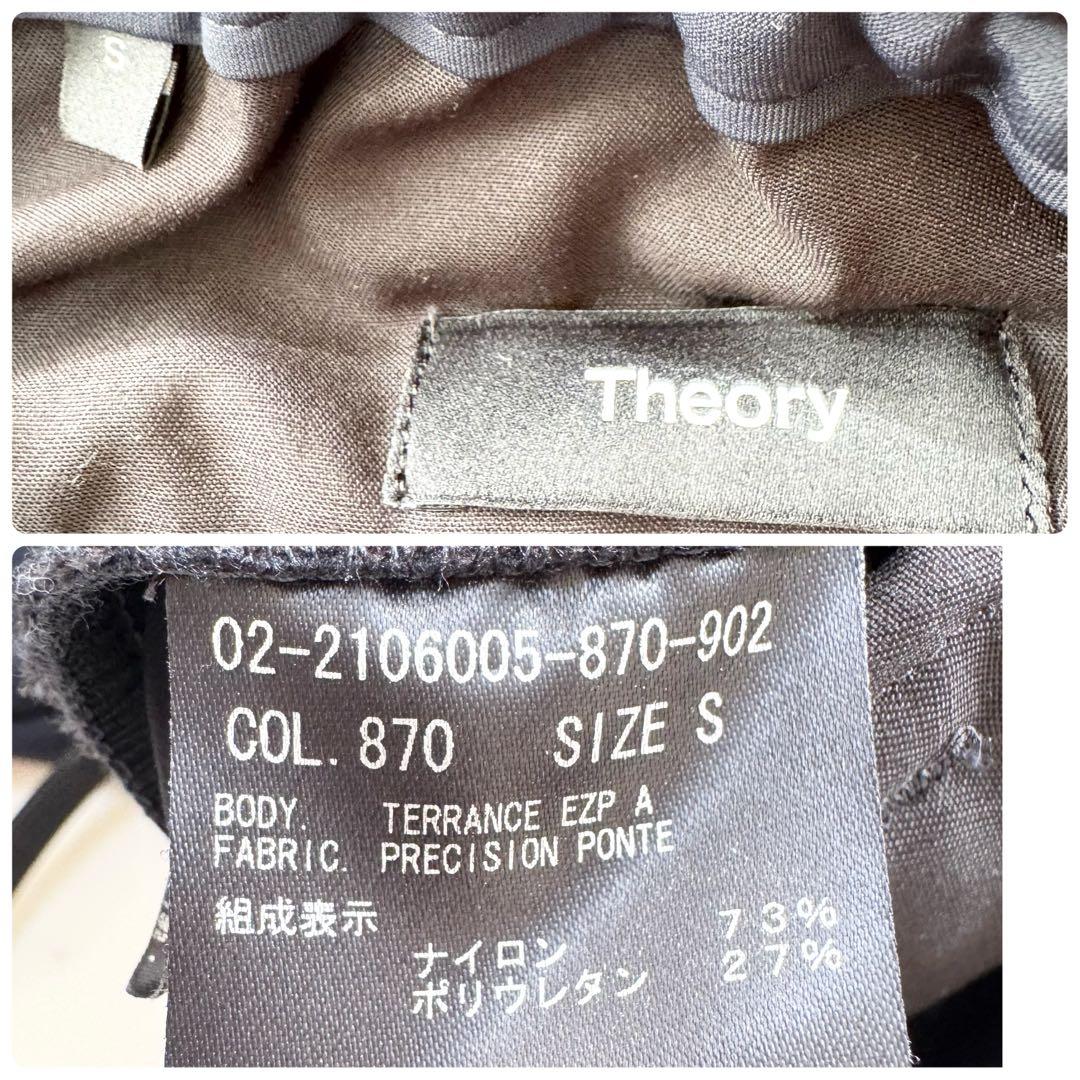 S
Theory
02-2106005-870-902
COL. 870 SIZE S
BODY. TERRANCE EZP A
FABRIC. PRECISION PONTE
組成表示
ナイロン 73%
ポリウレタン 27%